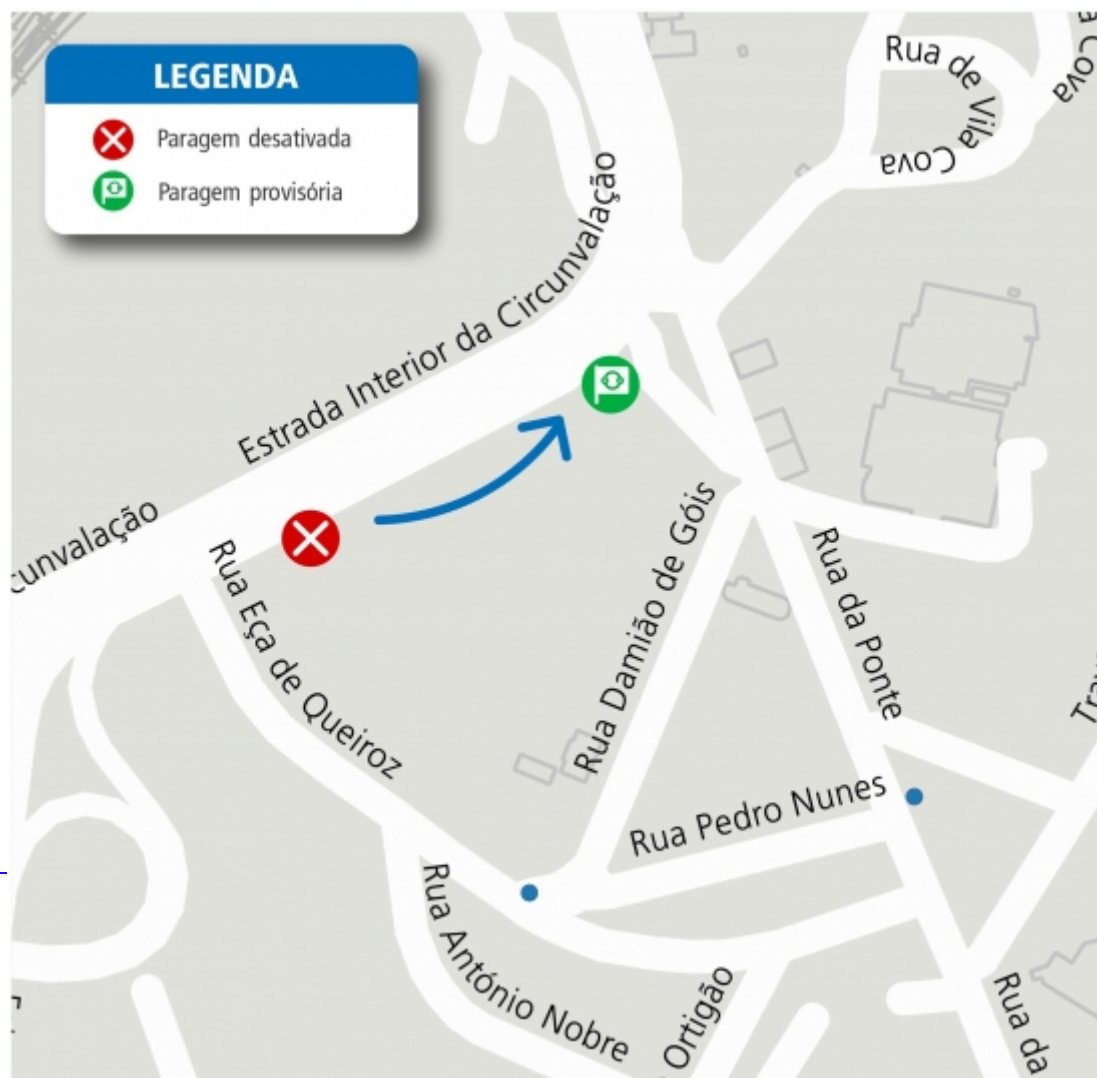 LEGENDA
Paragem desativada
Paragem provisória
Rua de Vila Cova
Cova
Estrada Interior da Circunvalação
cunvalação
Rua Eça de Queiroz
Rua Damião de Góis
Rua da Ponte
Rua Pedro Nunes
Rua António Nobre
Ortigão
Rua da